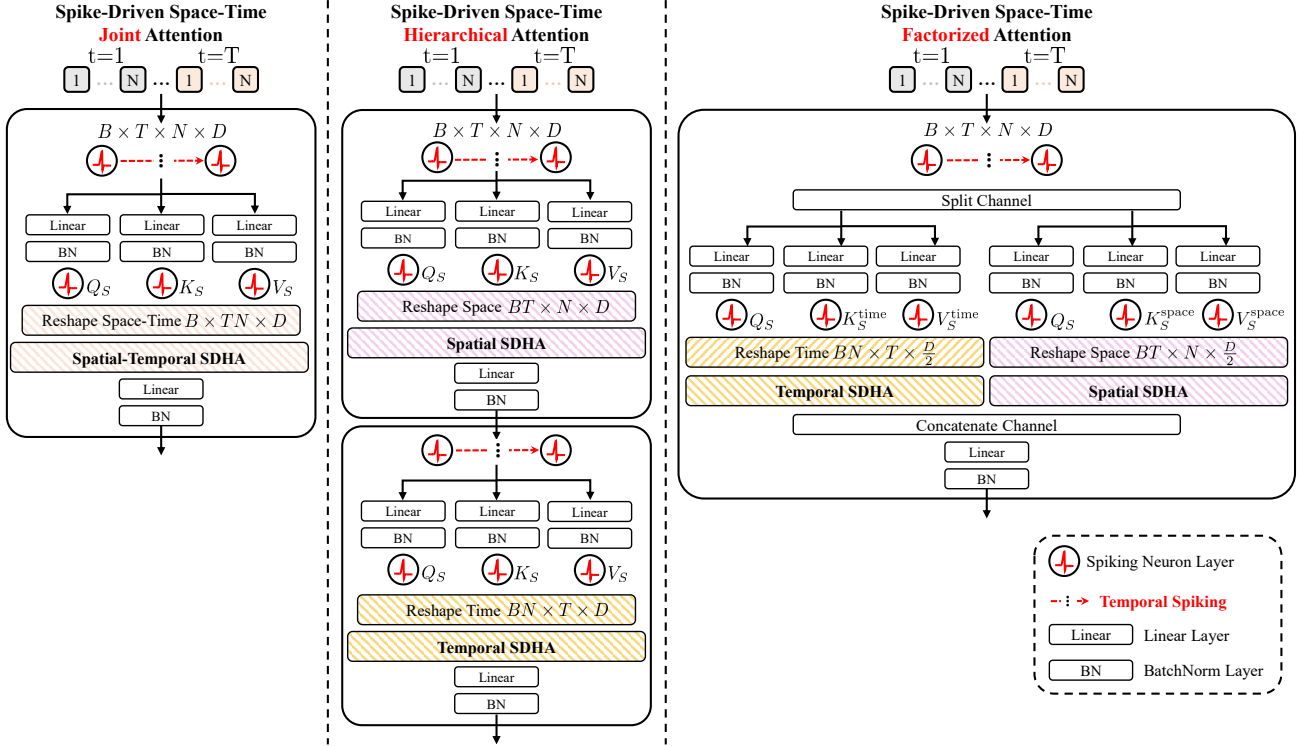 Spike-Driven Space-Time
Joint Attention
t=1 t=T
1 ... N ... 1 ... N
B × T × N × D
Linear Linear Linear
BN BN BN
Q_S K_S V_S
Reshape Space-Time B × TN × D
Spatial-Temporal SDHA
Linear
BN
Spike-Driven Space-Time
Hierarchical Attention
t=1 t=T
1 ... N ... 1 ... N
B × T × N × D
Linear Linear Linear
BN BN BN
Q_S K_S V_S
Reshape Space BT × N × D
Spatial SDHA
Linear
BN
Linear Linear Linear
BN BN BN
Q_S K_S V_S
Reshape Time BN × T × D
Temporal SDHA
Linear
BN
Spike-Driven Space-Time
Factorized Attention
t=1 t=T
1 ... N ... 1 ... N
B × T × N × D
Split Channel
Linear Linear Linear Linear Linear Linear
BN BN BN BN BN BN
Q_S K_S^time V_S^time Q_S K_S^space V_S^space
Reshape Time BN × T × D/2 Reshape Space BT × N × D/2
Temporal SDHA Spatial SDHA
Concatenate Channel
Linear
BN
Spiking Neuron Layer
Temporal Spiking
Linear Linear Layer
BN BatchNorm Layer